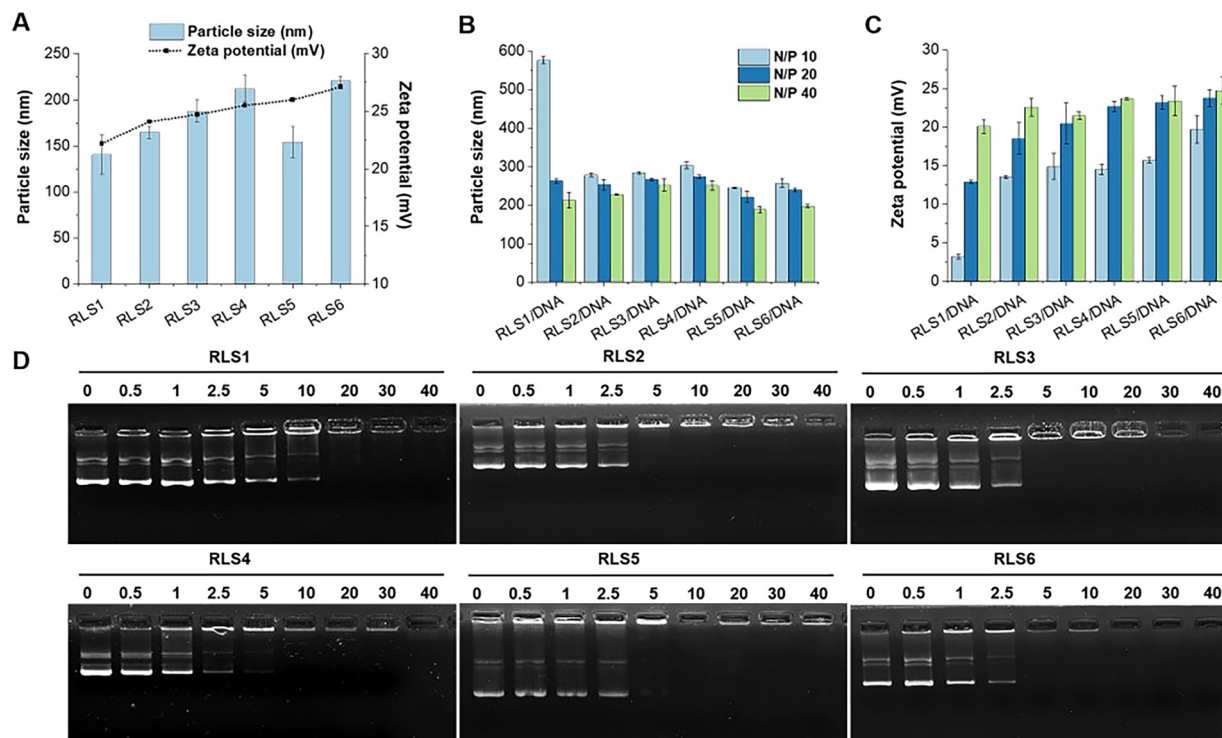 A
Particle size (nm)
Zeta potential (mV)
250
200
150
100
50
0
Particle size (nm)
30
25
20
15
10
Zeta potential
(mV)
RLS1
RLS2
RLS3
RLS4
RLS5
RLS6
B
600
500
400
300
200
100
0
Particle size (nm)
N/P 10
N/P 20
N/P 40
RLS1/DNA
RLS2/DNA
RLS3/DNA
RLS4/DNA
RLS5/DNA
RLS6/DNA
C
30
25
20
15
10
5
0
Zeta potential (mV)
RLS1/DNA
RLS2/DNA
RLS3/DNA
RLS4/DNA
RLS5/DNA
RLS6/DNA
D
RLS1
0 0.5 1 2.5 5 10 20 30 40
RLS2
0 0.5 1 2.5 5 10 20 30 40
RLS3
0 0.5 1 2.5 5 10 20 30 40
RLS4
0 0.5 1 2.5 5 10 20 30 40
RLS5
0 0.5 1 2.5 5 10 20 30 40
RLS6
0 0.5 1 2.5 5 10 20 30 40